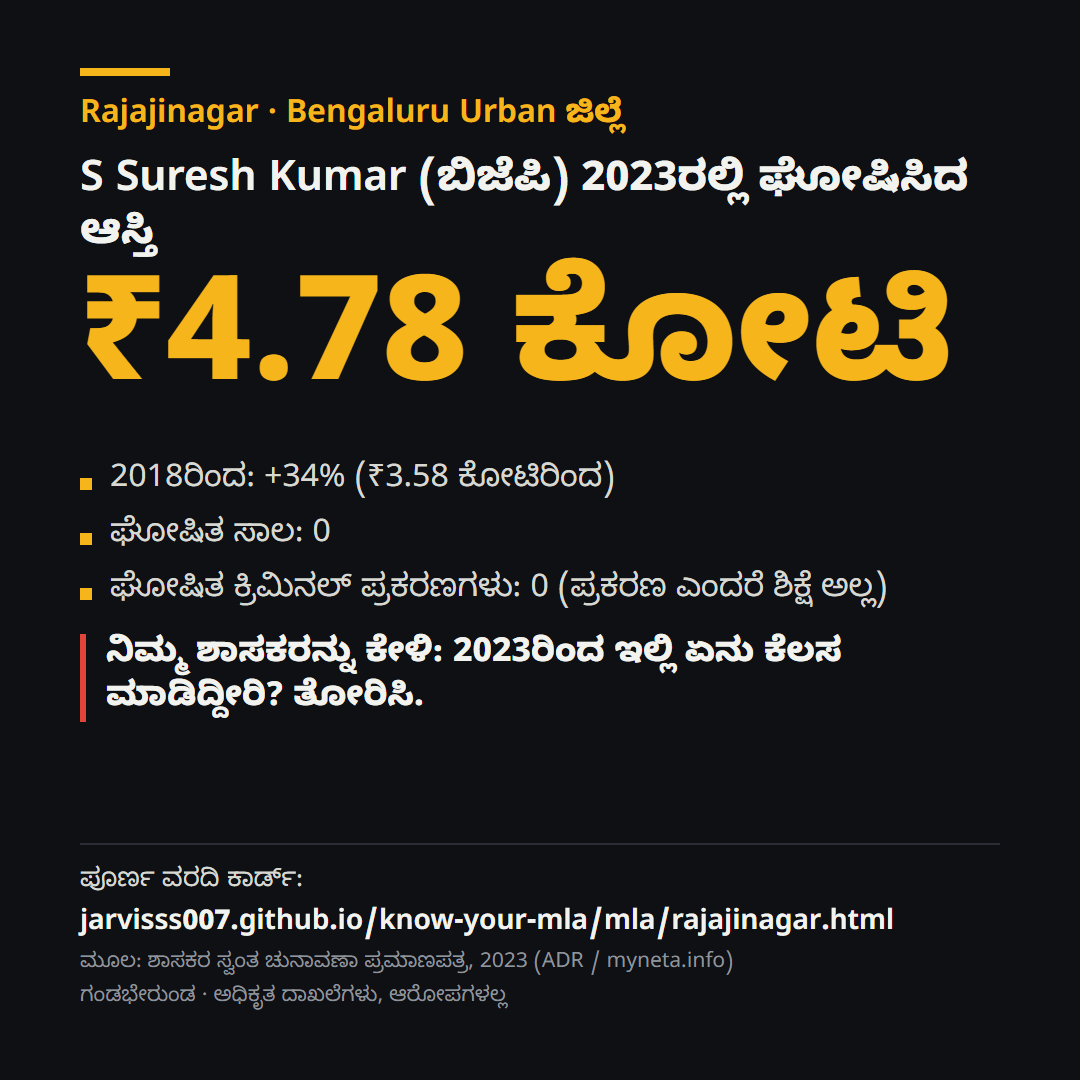 Rajajinagar · Bengaluru Urban ಜಿಲ್ಲೆ
S Suresh Kumar (ಬಿಜೆಪಿ) 2023ರಲ್ಲಿ ಘೋಷಿಸಿದ
ಆಸ್ತಿ
₹4.78 ಕೋಟಿ
2018ರಿಂದ: +34% (₹3.58 ಕೋಟಿರಿಂದ)
ಘೋಷಿತ ಸಾಲ: 0
ಘೋಷಿತ ಕ್ರಿಮಿನಲ್ ಪ್ರಕರಣಗಳು: 0 (ಪ್ರಕರಣ ಎಂದರೆ ಶಿಕ್ಷೆ ಅಲ್ಲ)
ನಿಮ್ಮ ಶಾಸಕರನ್ನು ಕೇಳಿ: 2023ರಿಂದ ಇಲ್ಲಿ ಏನು ಕೆಲಸ
ಮಾಡಿದ್ದೀರಿ? ತೋರಿಸಿ.
ಪೂರ್ಣ ವರದಿ ಕಾರ್ಡ್:
jarvisss007.github.io/know-your-mla/mla/rajajinagar.html
ಮೂಲ: ಶಾಸಕರ ಸ್ವಂತ ಚುನಾವಣಾ ಪ್ರಮಾಣಪತ್ರ, 2023 (ADR / myneta.info)
ಗಂಡಭೇರುಂಡ · ಅಧಿಕೃತ ದಾಖಲೆಗಳು, ಆರೋಪಗಳಲ್ಲ